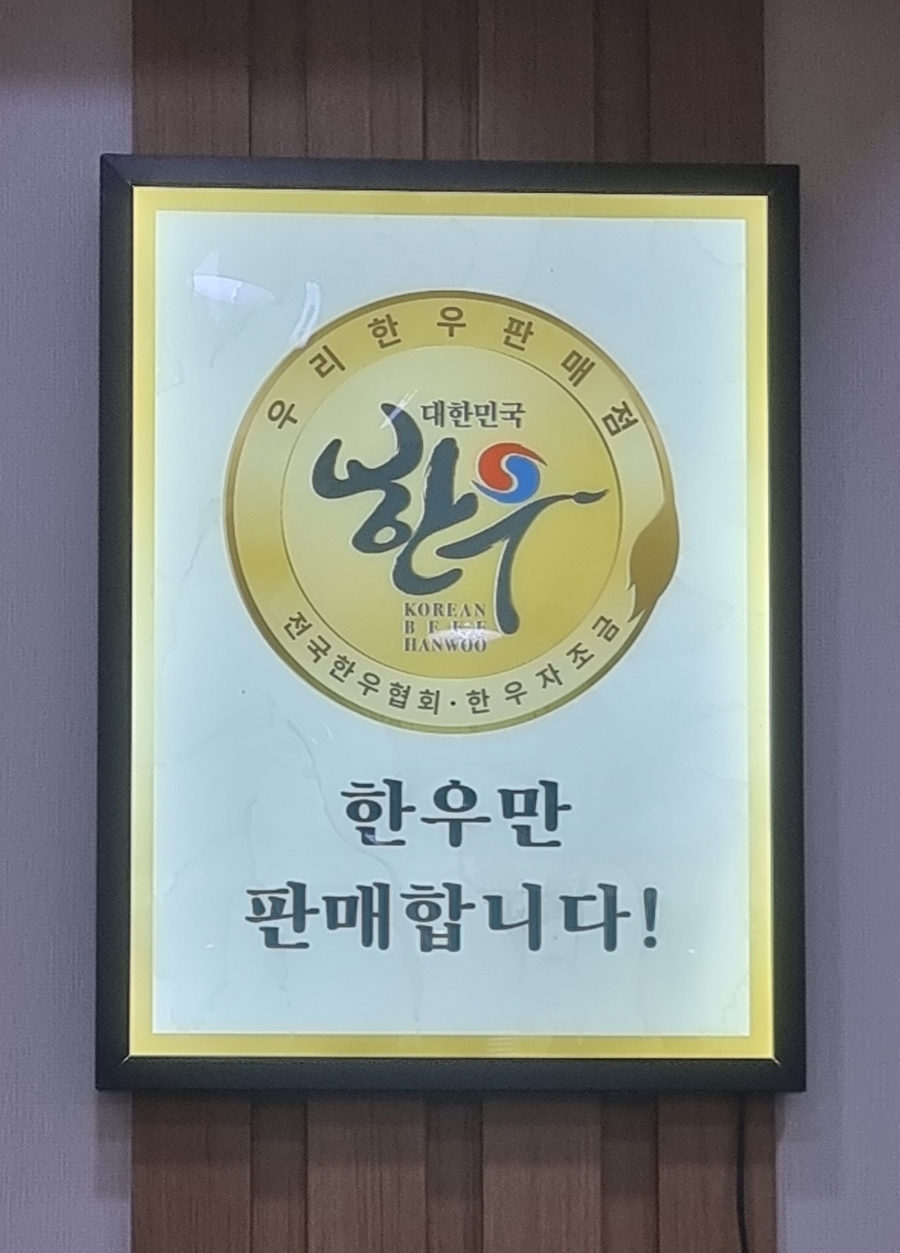 우리한우판매점
대한민국
한우
KOREAN
BEEF
HANWOO
전국한우협회·한우자조금
한우만
판매합니다!